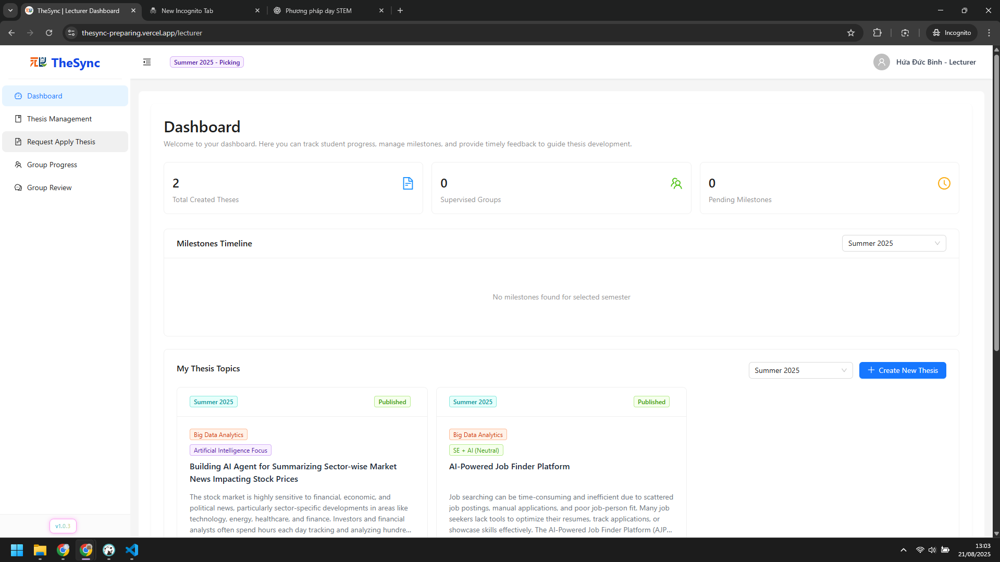 TheSync | Lecturer Dashboard
New Incognito Tab
Phương pháp dạy STEM
thesync-preparing.vercel.app/lecturer
Incognito
TheSync
Summer 2025 - Picking
Hứa Đức Bình - Lecturer
Dashboard
Thesis Management
Request Apply Thesis
Group Progress
Group Review
Dashboard
Welcome to your dashboard. Here you can track student progress, manage milestones, and provide timely feedback to guide thesis development.
2
Total Created Theses
0
Supervised Groups
0
Pending Milestones
Milestones Timeline
Summer 2025
No milestones found for selected semester
My Thesis Topics
Summer 2025
Create New Thesis
Summer 2025
Published
Big Data Analytics
Artificial Intelligence Focus
Building AI Agent for Summarizing Sector-wise Market
News Impacting Stock Prices
The stock market is highly sensitive to financial, economic, and
political news, particularly sector-specific developments in areas like
technology, energy, healthcare, and finance. Investors and financial
analysts often spend hours each day tracking and analyzing hundre...
Summer 2025
Published
Big Data Analytics
SE + AI (Neutral)
AI-Powered Job Finder Platform
Job searching can be time-consuming and inefficient due to scattered
job postings, manual applications, and poor job-person fit. Many job
seekers lack tools to optimize their resumes, track applications, or
showcase skills effectively. The AI-Powered Job Finder Platform (AJP...
v1.0.3
13:03
21/08/2025